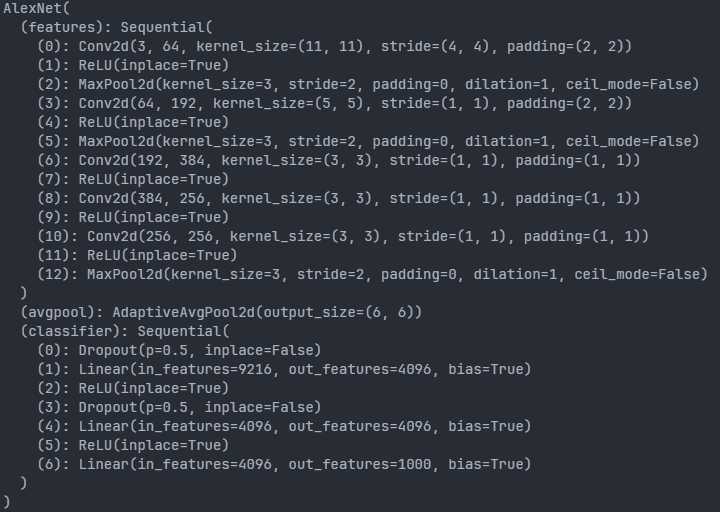 AlexNet(
  (features): Sequential(
    (0): Conv2d(3, 64, kernel_size=(11, 11), stride=(4, 4), padding=(2, 2))
    (1): ReLU(inplace=True)
    (2): MaxPool2d(kernel_size=3, stride=2, padding=0, dilation=1, ceil_mode=False)
    (3): Conv2d(64, 192, kernel_size=(5, 5), stride=(1, 1), padding=(2, 2))
    (4): ReLU(inplace=True)
    (5): MaxPool2d(kernel_size=3, stride=2, padding=0, dilation=1, ceil_mode=False)
    (6): Conv2d(192, 384, kernel_size=(3, 3), stride=(1, 1), padding=(1, 1))
    (7): ReLU(inplace=True)
    (8): Conv2d(384, 256, kernel_size=(3, 3), stride=(1, 1), padding=(1, 1))
    (9): ReLU(inplace=True)
    (10): Conv2d(256, 256, kernel_size=(3, 3), stride=(1, 1), padding=(1, 1))
    (11): ReLU(inplace=True)
    (12): MaxPool2d(kernel_size=3, stride=2, padding=0, dilation=1, ceil_mode=False)
  )
  (avgpool): AdaptiveAvgPool2d(output_size=(6, 6))
  (classifier): Sequential(
    (0): Dropout(p=0.5, inplace=False)
    (1): Linear(in_features=9216, out_features=4096, bias=True)
    (2): ReLU(inplace=True)
    (3): Dropout(p=0.5, inplace=False)
    (4): Linear(in_features=4096, out_features=4096, bias=True)
    (5): ReLU(inplace=True)
    (6): Linear(in_features=4096, out_features=1000, bias=True)
  )
)